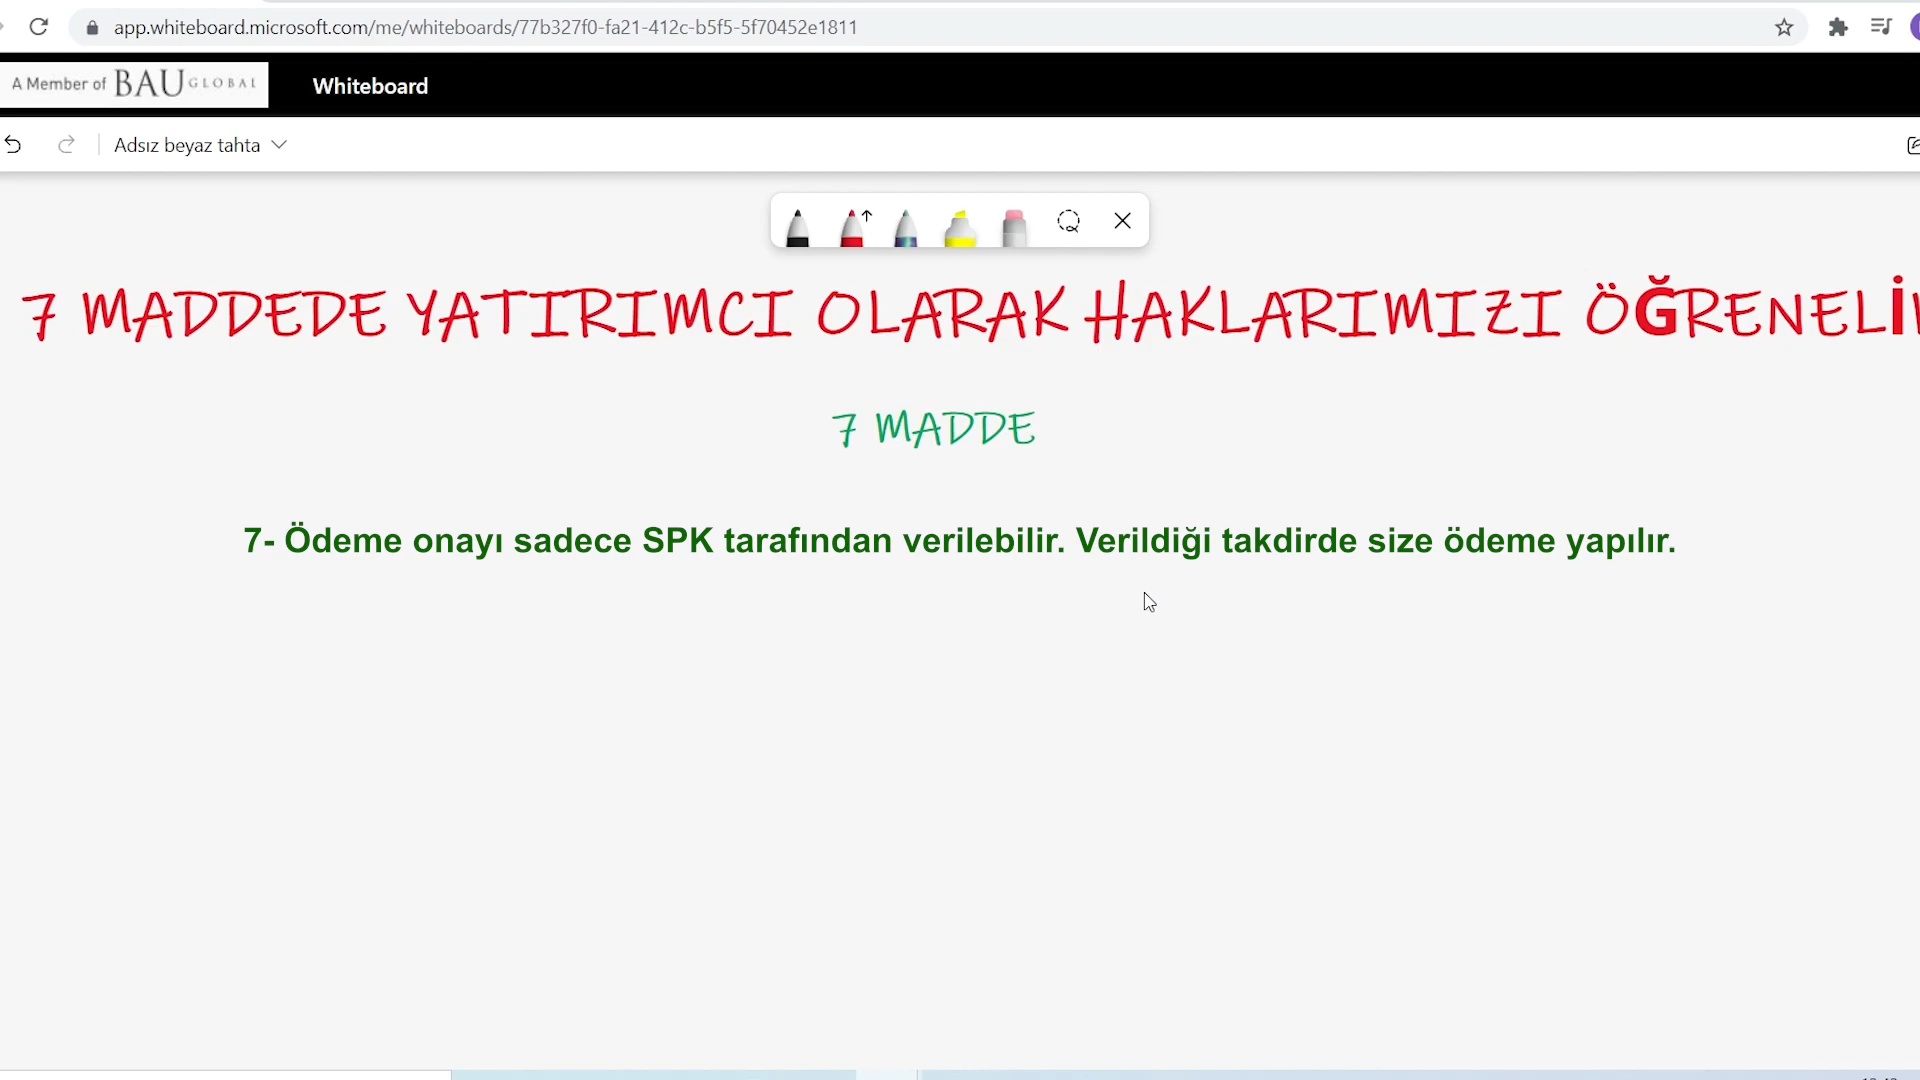 app.whiteboard.microsoft.com/me/whiteboards/77b327f0-fa21-412c-b5f5-5f70452e1811
A Member of BAU GLOBAL
Whiteboard
Adsız beyaz tahta
7 MADDEDE YATIRIMCI OLARAK HAKLARIMIZI ÖĞRENELİ
7 MADDE
7- Ödeme onayı sadece SPK tarafından verilebilir. Verildiği takdirde size ödeme yapılır.